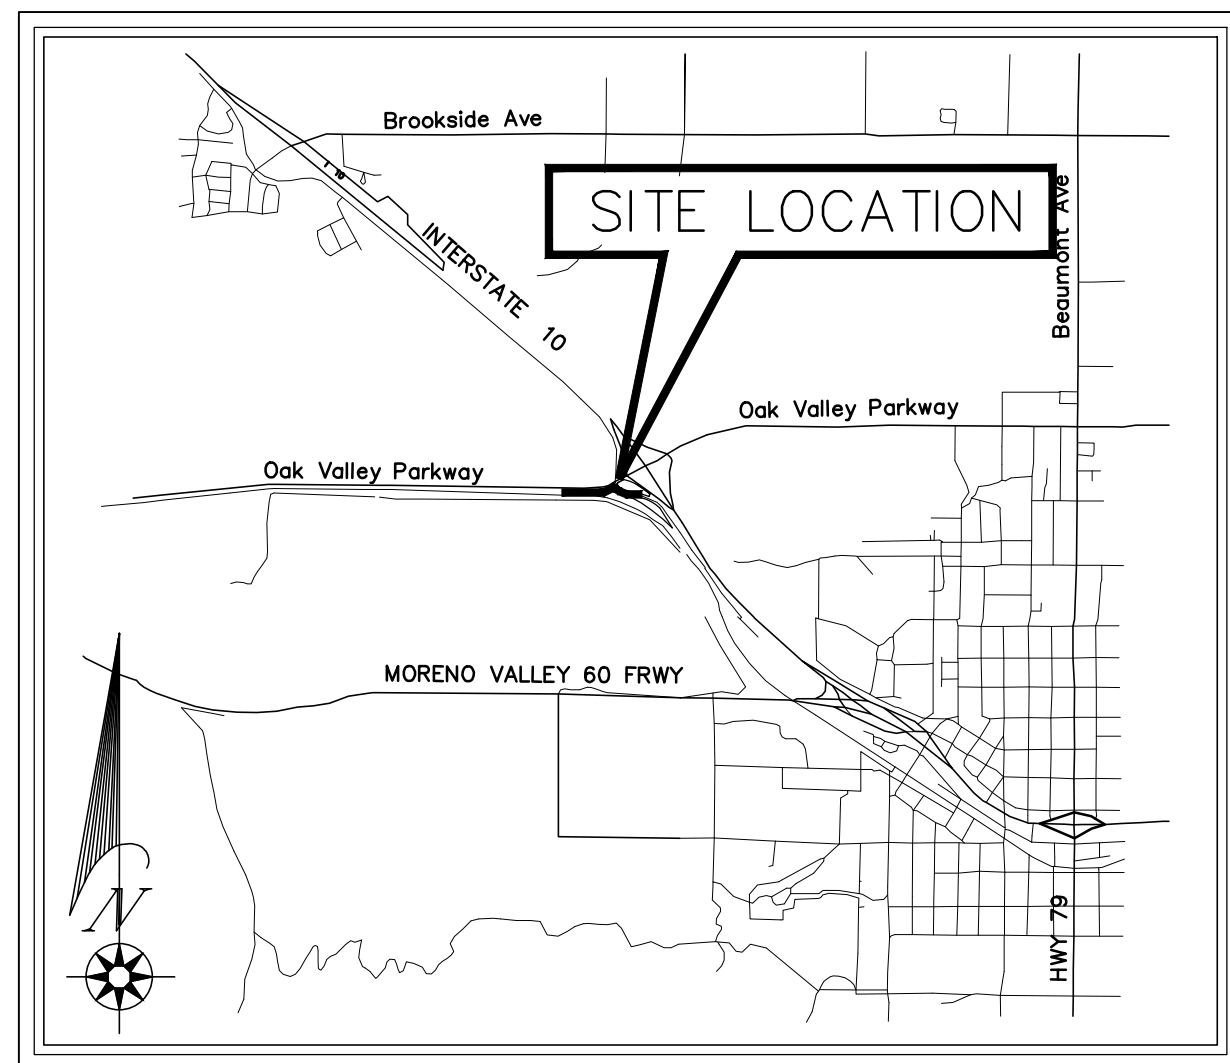 Brookside Ave
I 10
SITE LOCATION
Beaumont Ave
INTERSTATE 10
Oak Valley Parkway
Oak Valley Parkway
MORENO VALLEY 60 FRWY
N
HWY 79